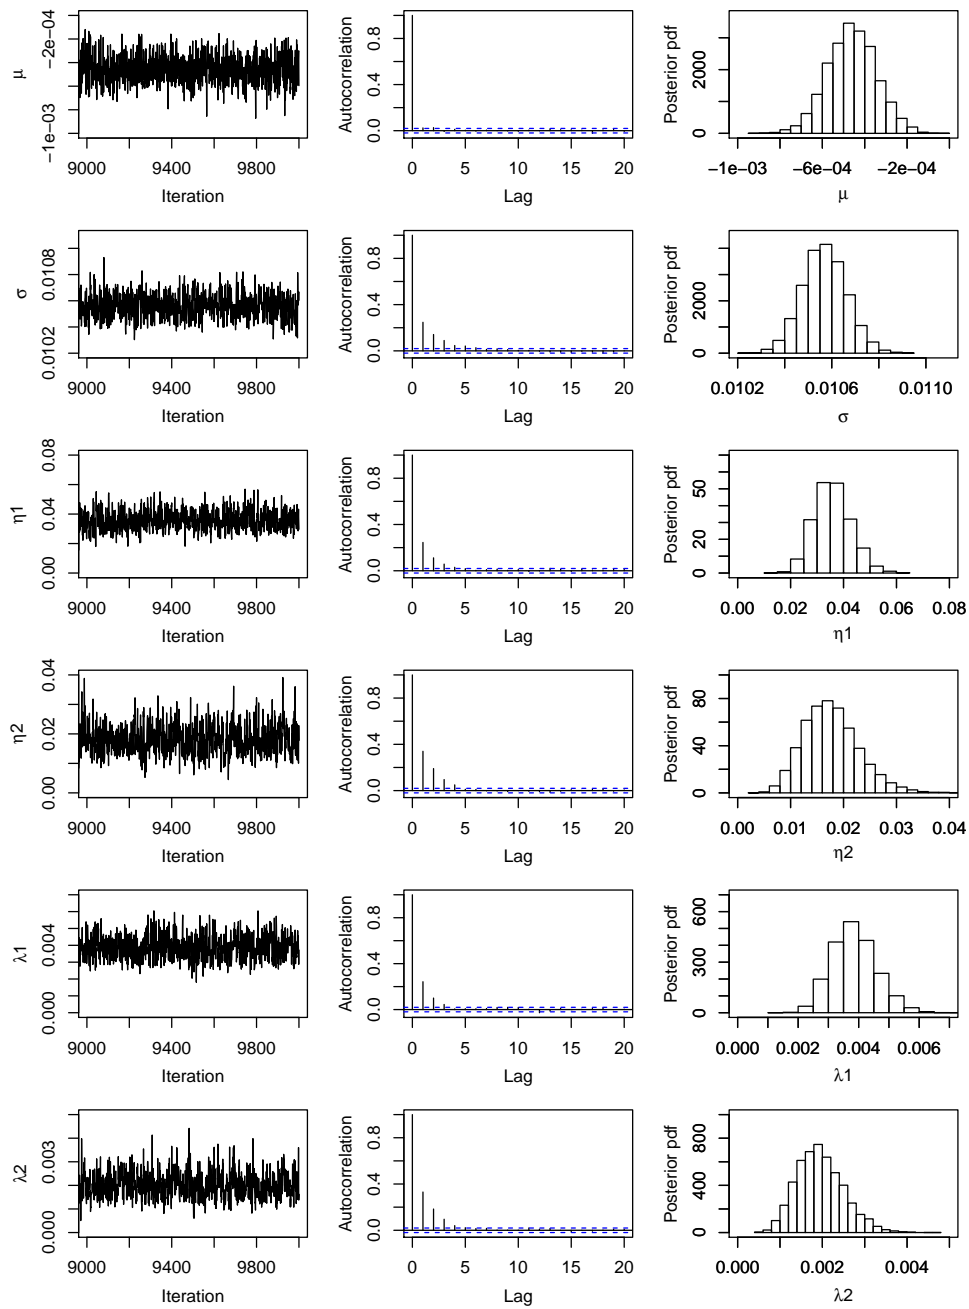 μ
−1e−03 −2e−04
9000 9400 9800
Iteration
Autocorrelation
0.0 0.4 0.8
0 5 10 15 20
Lag
Posterior pdf
0 2000
−1e−03 −6e−04 −2e−04
μ
σ
0.0102 0.0108
9000 9400 9800
Iteration
Autocorrelation
0.0 0.4 0.8
0 5 10 15 20
Lag
Posterior pdf
0 2000
0.0102 0.0106 0.0110
σ
η1
0.00 0.04 0.08
9000 9400 9800
Iteration
Autocorrelation
0.0 0.4 0.8
0 5 10 15 20
Lag
Posterior pdf
0 20 50
0.00 0.02 0.04 0.06 0.08
η1
η2
0.00 0.02 0.04
9000 9400 9800
Iteration
Autocorrelation
0.0 0.4 0.8
0 5 10 15 20
Lag
Posterior pdf
0 40 80
0.00 0.01 0.02 0.03 0.04
η2
λ1
0.000 0.004
9000 9400 9800
Iteration
Autocorrelation
0.0 0.4 0.8
0 5 10 15 20
Lag
Posterior pdf
0 300 600
0.000 0.002 0.004 0.006
λ1
λ2
0.000 0.003
9000 9400 9800
Iteration
Autocorrelation
0.0 0.4 0.8
0 5 10 15 20
Lag
Posterior pdf
0 400 800
0.000 0.002 0.004
λ2